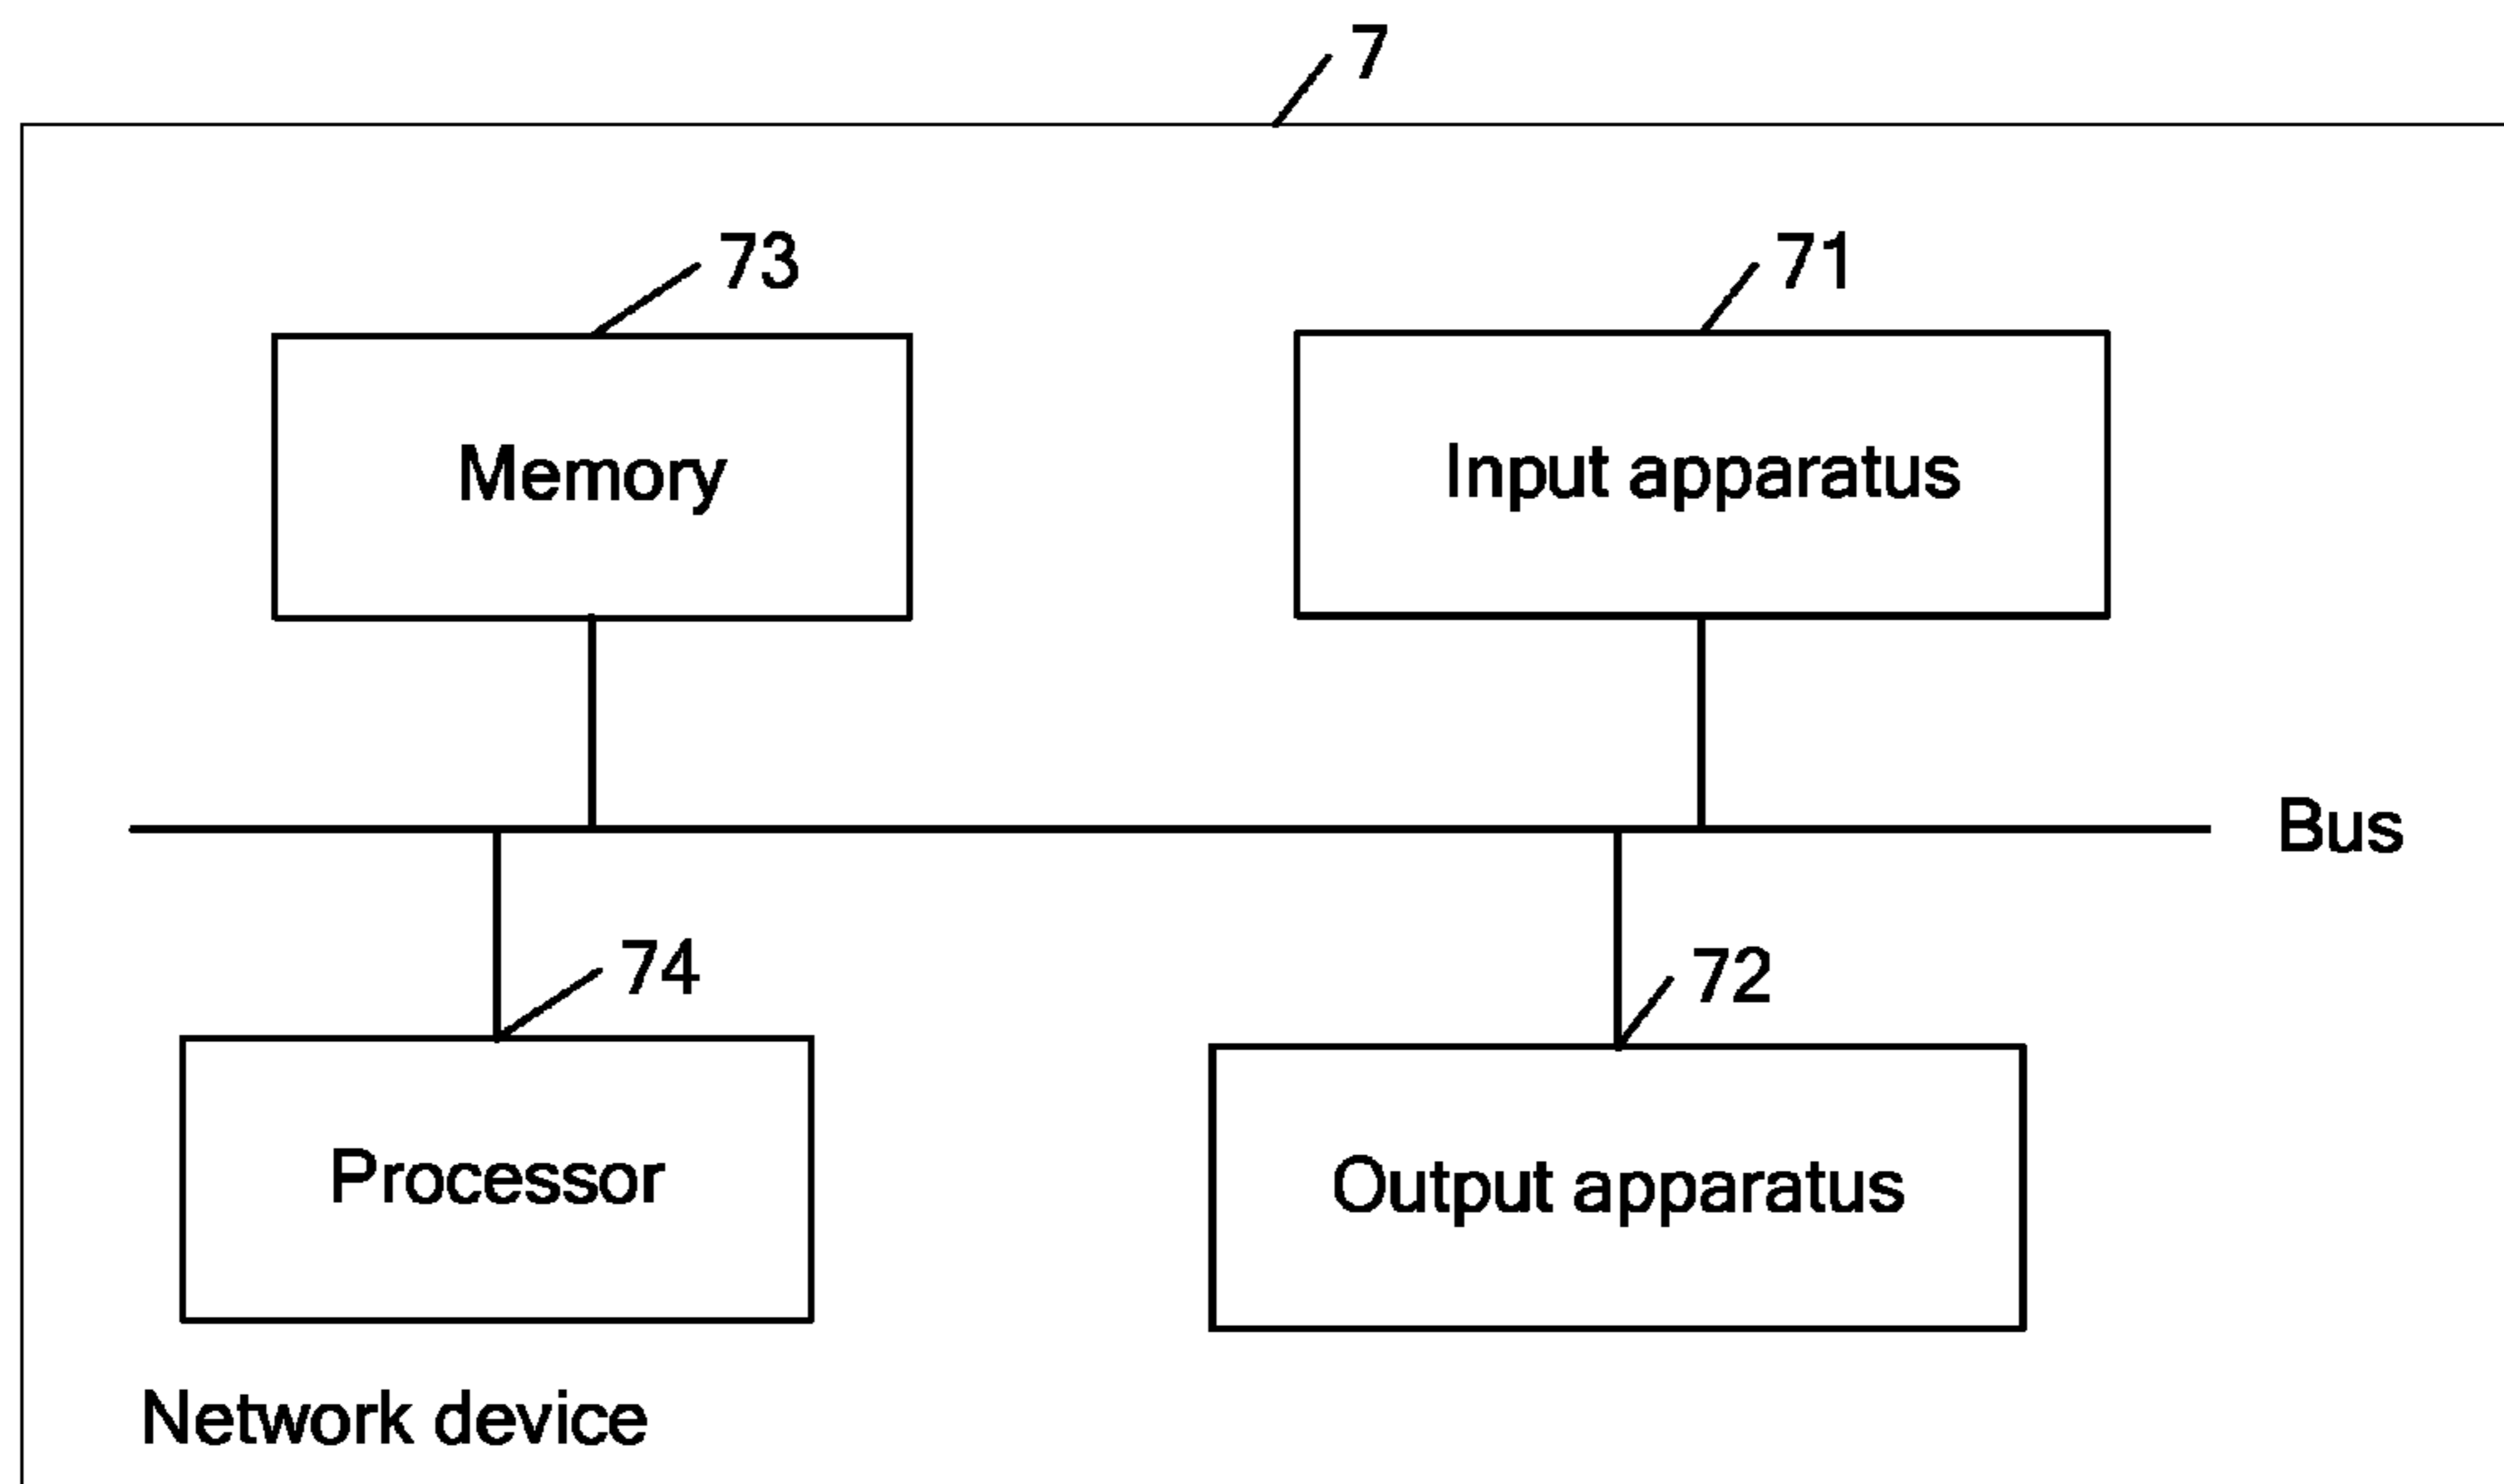 7
73
71
Memory
Input apparatus
Bus
74
72
Processor
Output apparatus
Network device